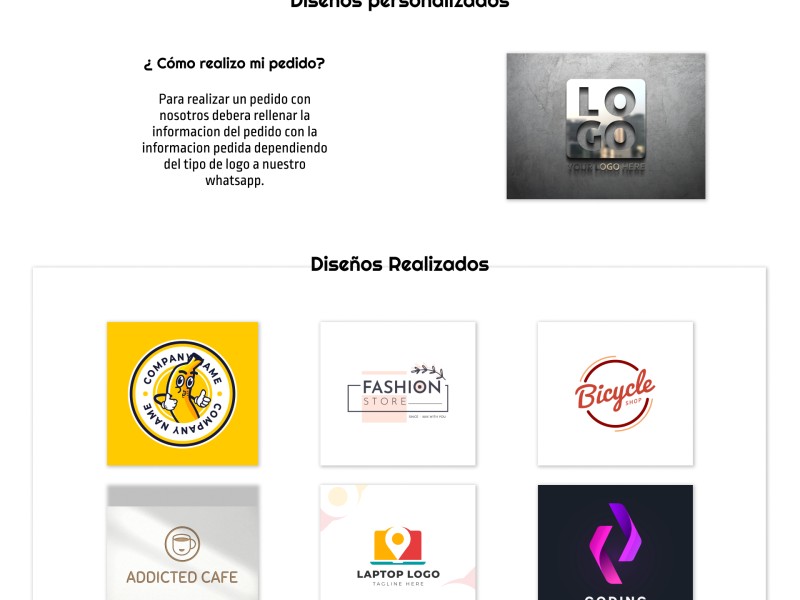 Diseños personalizados
¿ Cómo realizo mi pedido?
Para realizar un pedido con
nosotros debera rellenar la
informacion del pedido con la
informacion pedida dependiendo
del tipo de logo a nuestro
whatsapp.
LO
GO
YOUR LOGO HERE
Diseños Realizados
COMPANY NAME
COMPANY NAME
FASHION
STORE
Bicycle
SHOP
ADDICTED CAFE
LAPTOP LOGO
TAGLINE HERE
CODING